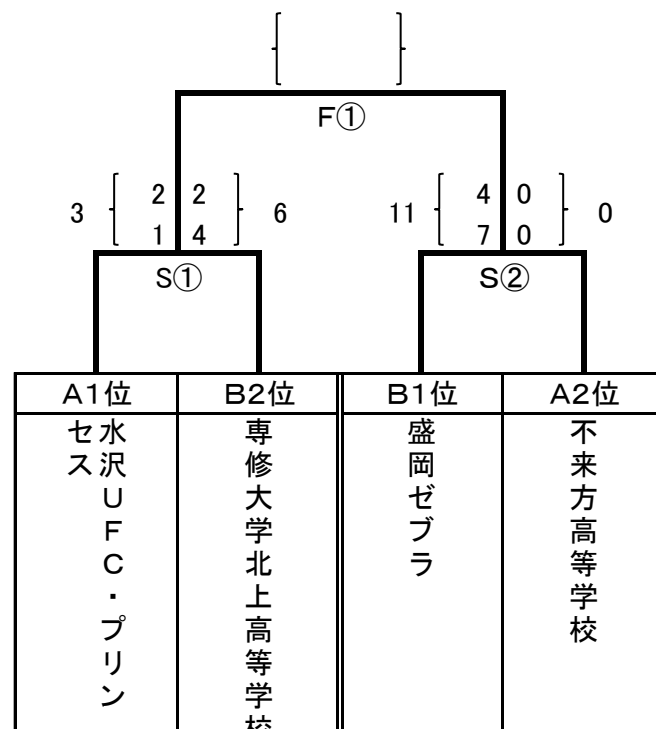 F①
3 2 2 6
1 4
11 4 0 0
7 0
S① S②
A1位 B2位 B1位 A2位
水沢UFC・プリンセス
専修大学北上高等学校
盛岡ゼブラ
不来方高等学校